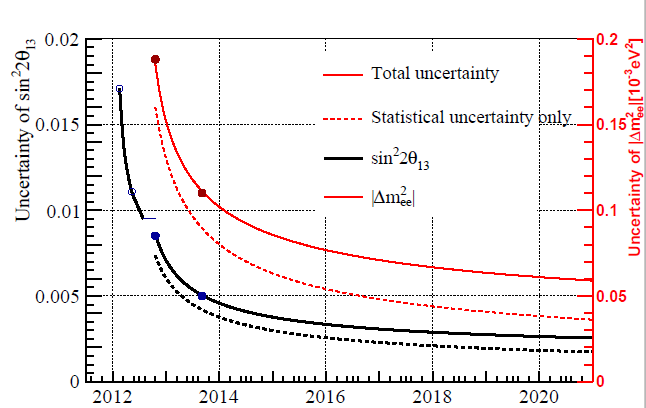 0.02
0.015
0.01
0.005
0
Uncertainty of sin²2θ₁₃
2012
2014
2016
2018
2020
Total uncertainty
Statistical uncertainty only
sin²2θ₁₃
|Δm²ₑₑ|
0.2
0.15
0.1
0.05
0
Uncertainty of |Δm²ₑₑ|[10⁻³eV²]